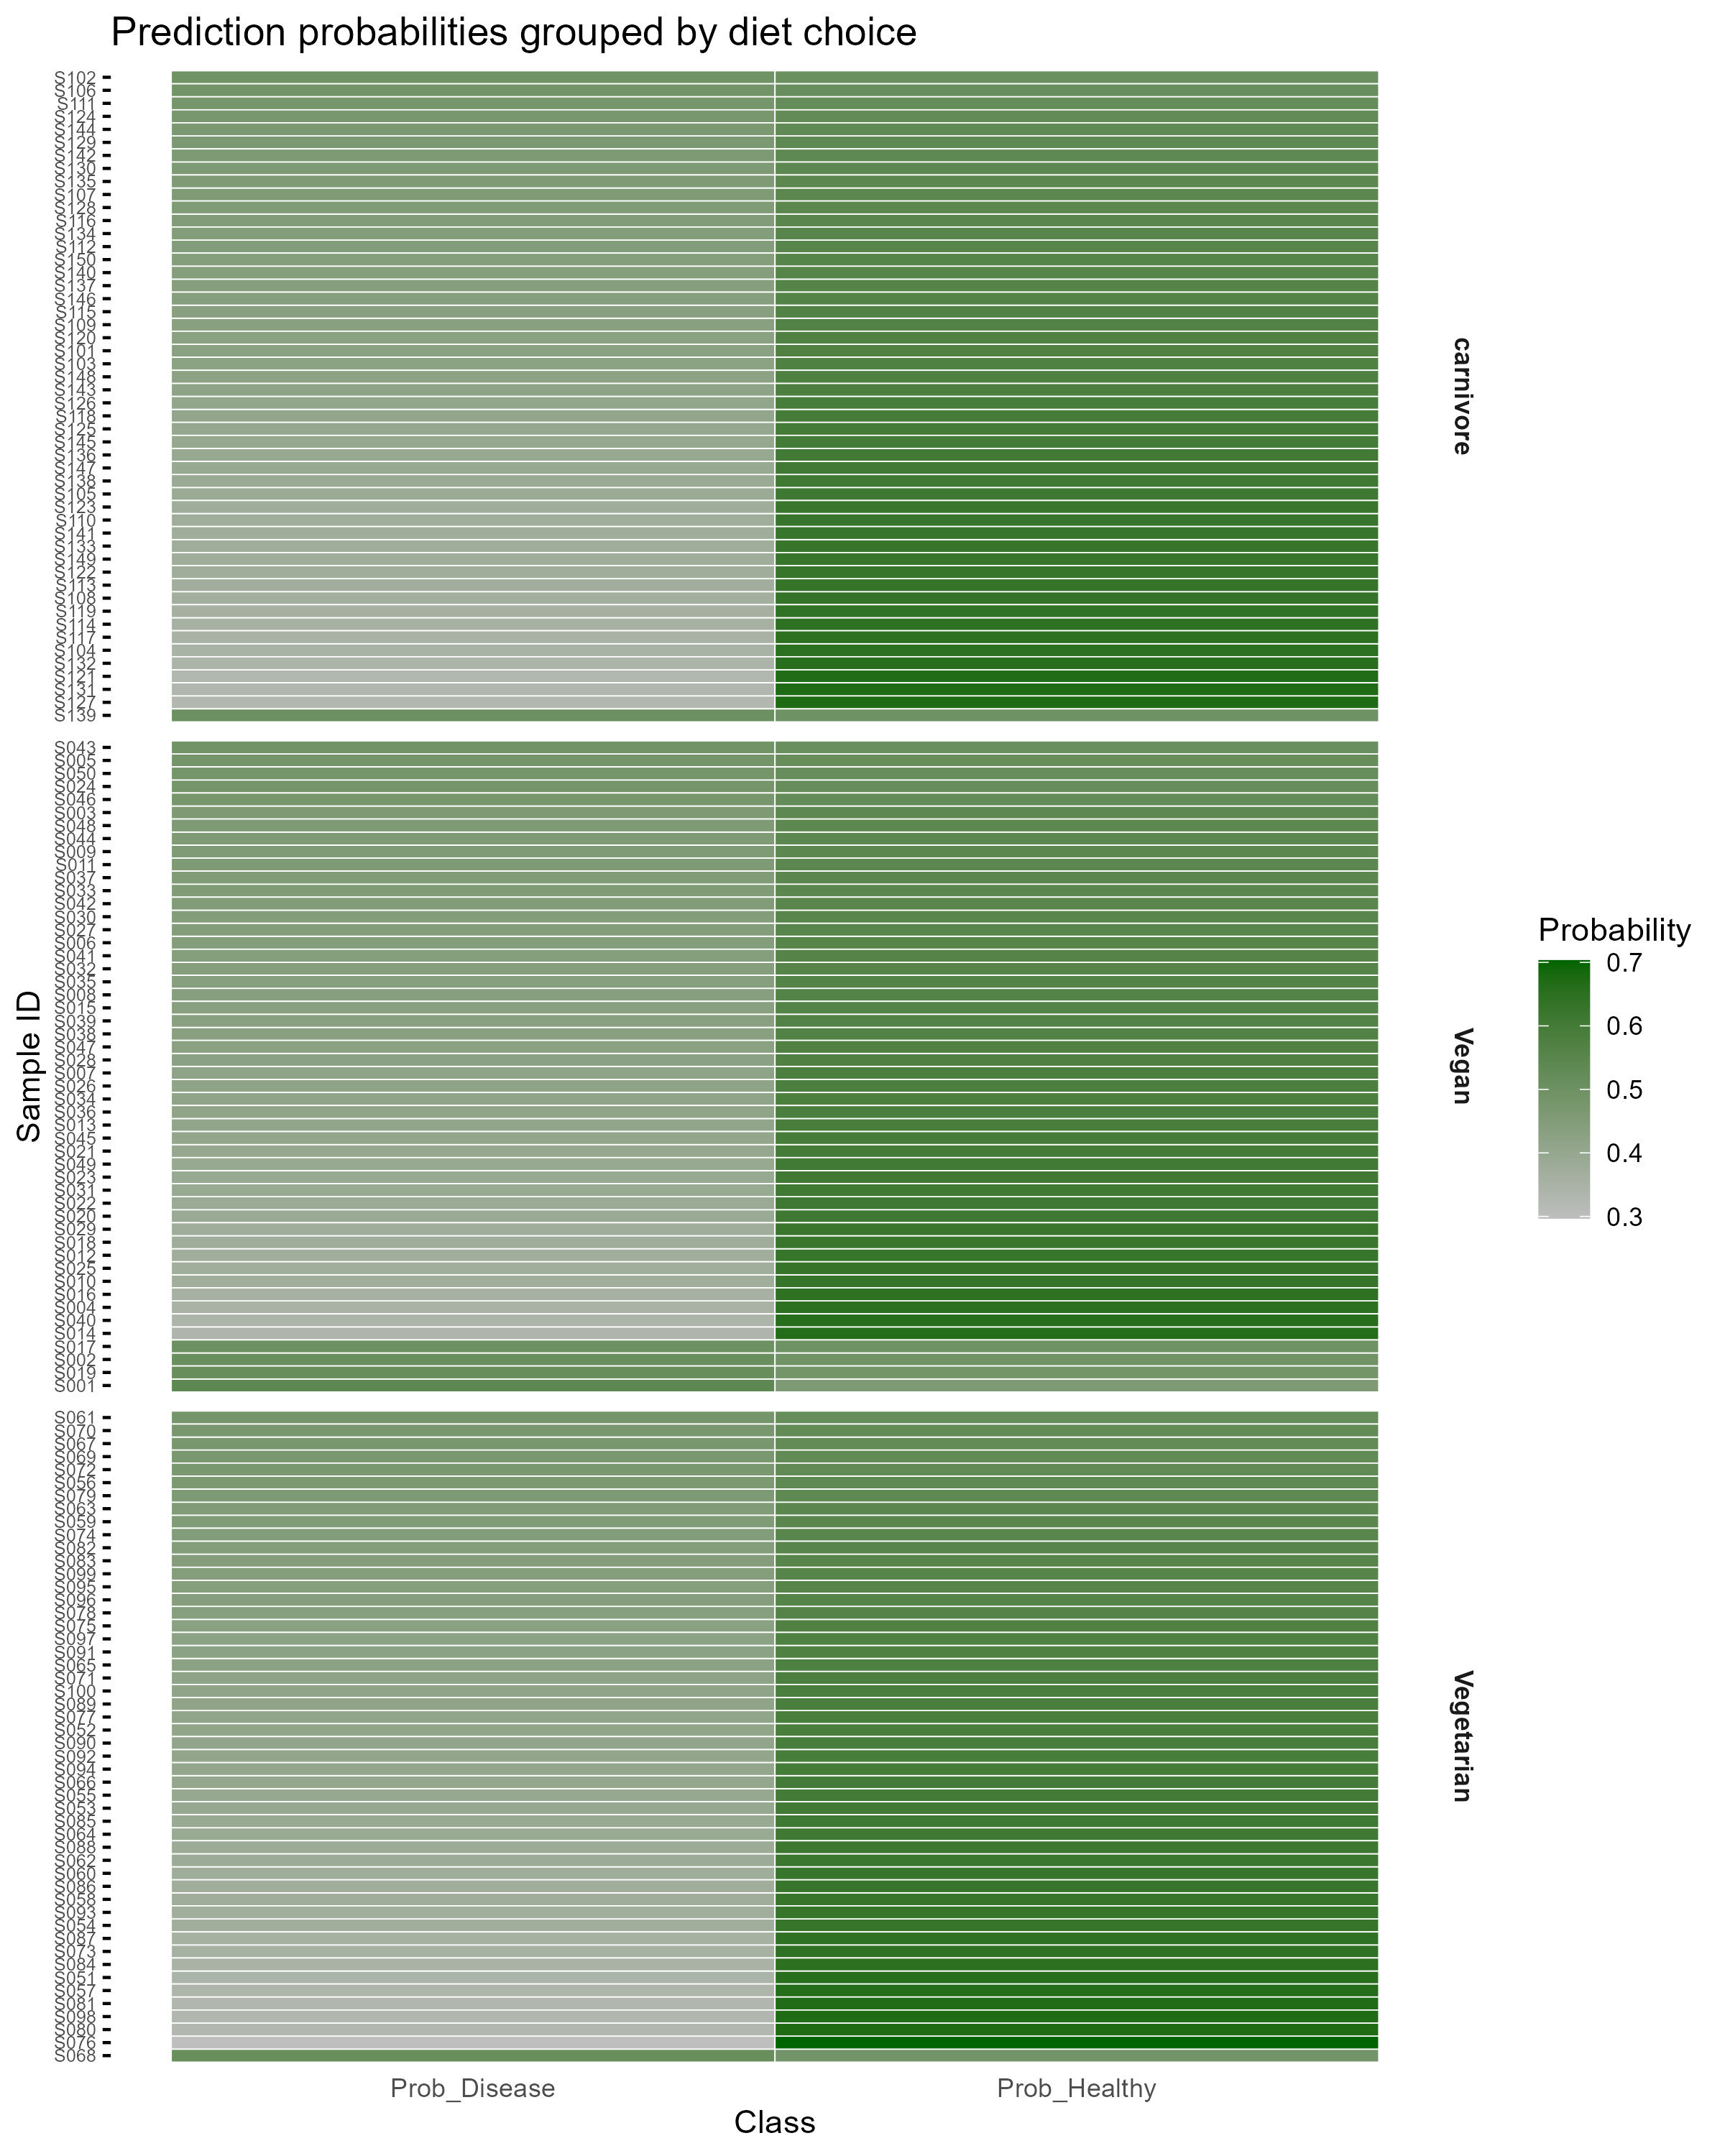 Prediction probabilities grouped by diet choice
S102
S106
S111
S124
S144
S129
S142
S130
S135
S107
S128
S116
S134
S112
S150
S140
S137
S146
S115
S109
S120
S101
S103
S148
S143
S126
S118
S125
S145
S136
S147
S138
S105
S123
S110
S141
S133
S149
S122
S113
S108
S119
S114
S117
S104
S132
S121
S131
S127
S139
carnivore
S043
S005
S050
S024
S046
S003
S048
S044
S009
S011
S037
S033
S042
S030
S027
S006
S041
S032
S035
S008
S015
S039
S038
S047
S028
S007
S026
S034
S036
S013
S045
S021
S049
S023
S031
S022
S020
S029
S018
S012
S025
S010
S016
S004
S040
S014
S017
S002
S019
S001
Vegan
S061
S070
S067
S069
S072
S056
S079
S063
S059
S074
S082
S083
S099
S095
S096
S078
S075
S097
S091
S065
S071
S100
S089
S077
S052
S090
S092
S094
S066
S055
S053
S085
S064
S088
S062
S060
S086
S058
S093
S054
S087
S073
S084
S051
S057
S081
S098
S080
S076
S068
Vegetarian
Sample ID
Prob_Disease
Prob_Healthy
Class
Probability
0.7
0.6
0.5
0.4
0.3